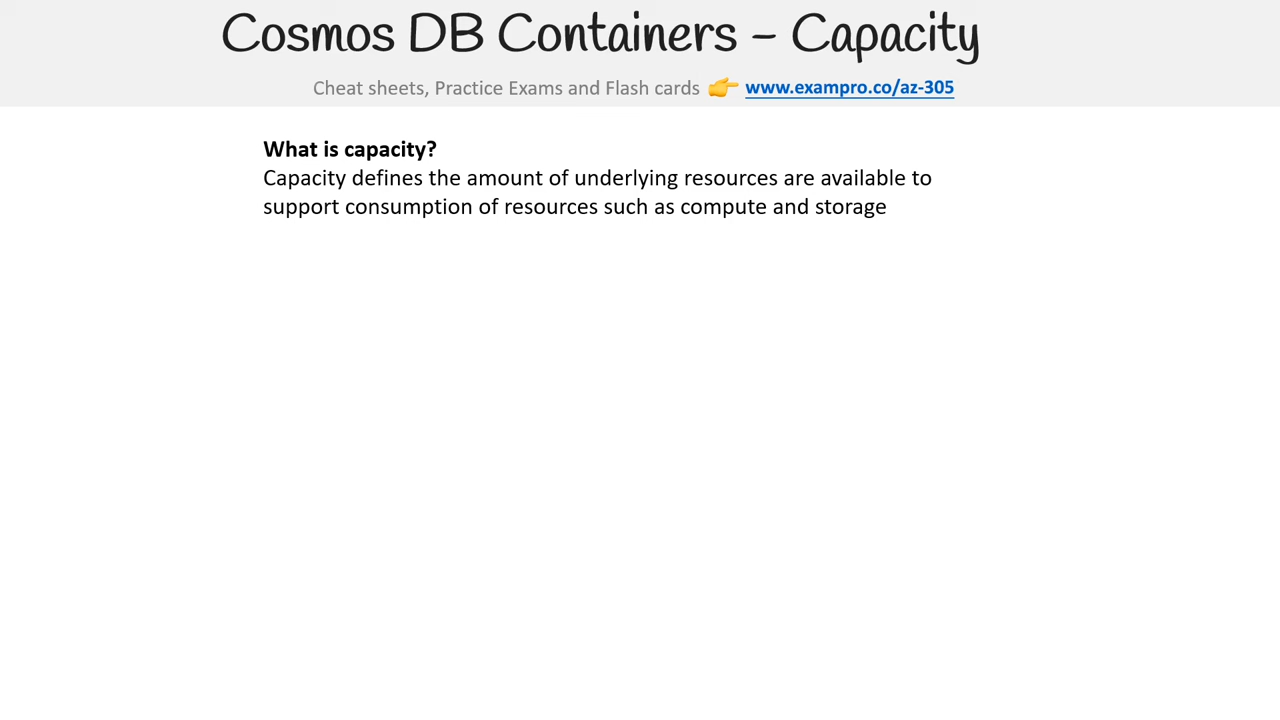 Cosmos DB Containers – Capacity
Cheat sheets, Practice Exams and Flash cards 👉 www.exampro.co/az-305
What is capacity?
Capacity defines the amount of underlying resources are available to
support consumption of resources such as compute and storage